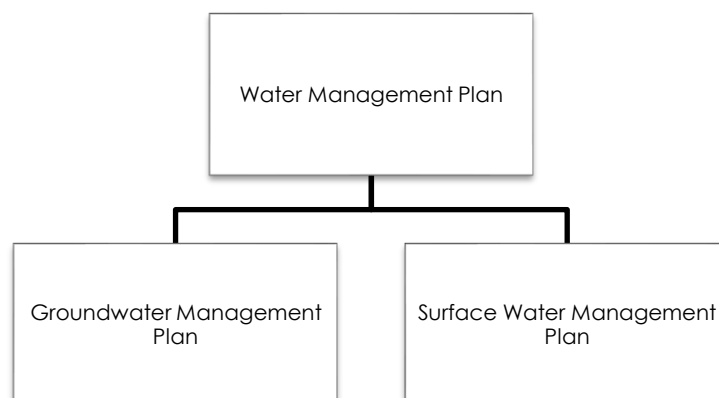 Water Management Plan
Groundwater Management
Plan
Surface Water Management
Plan